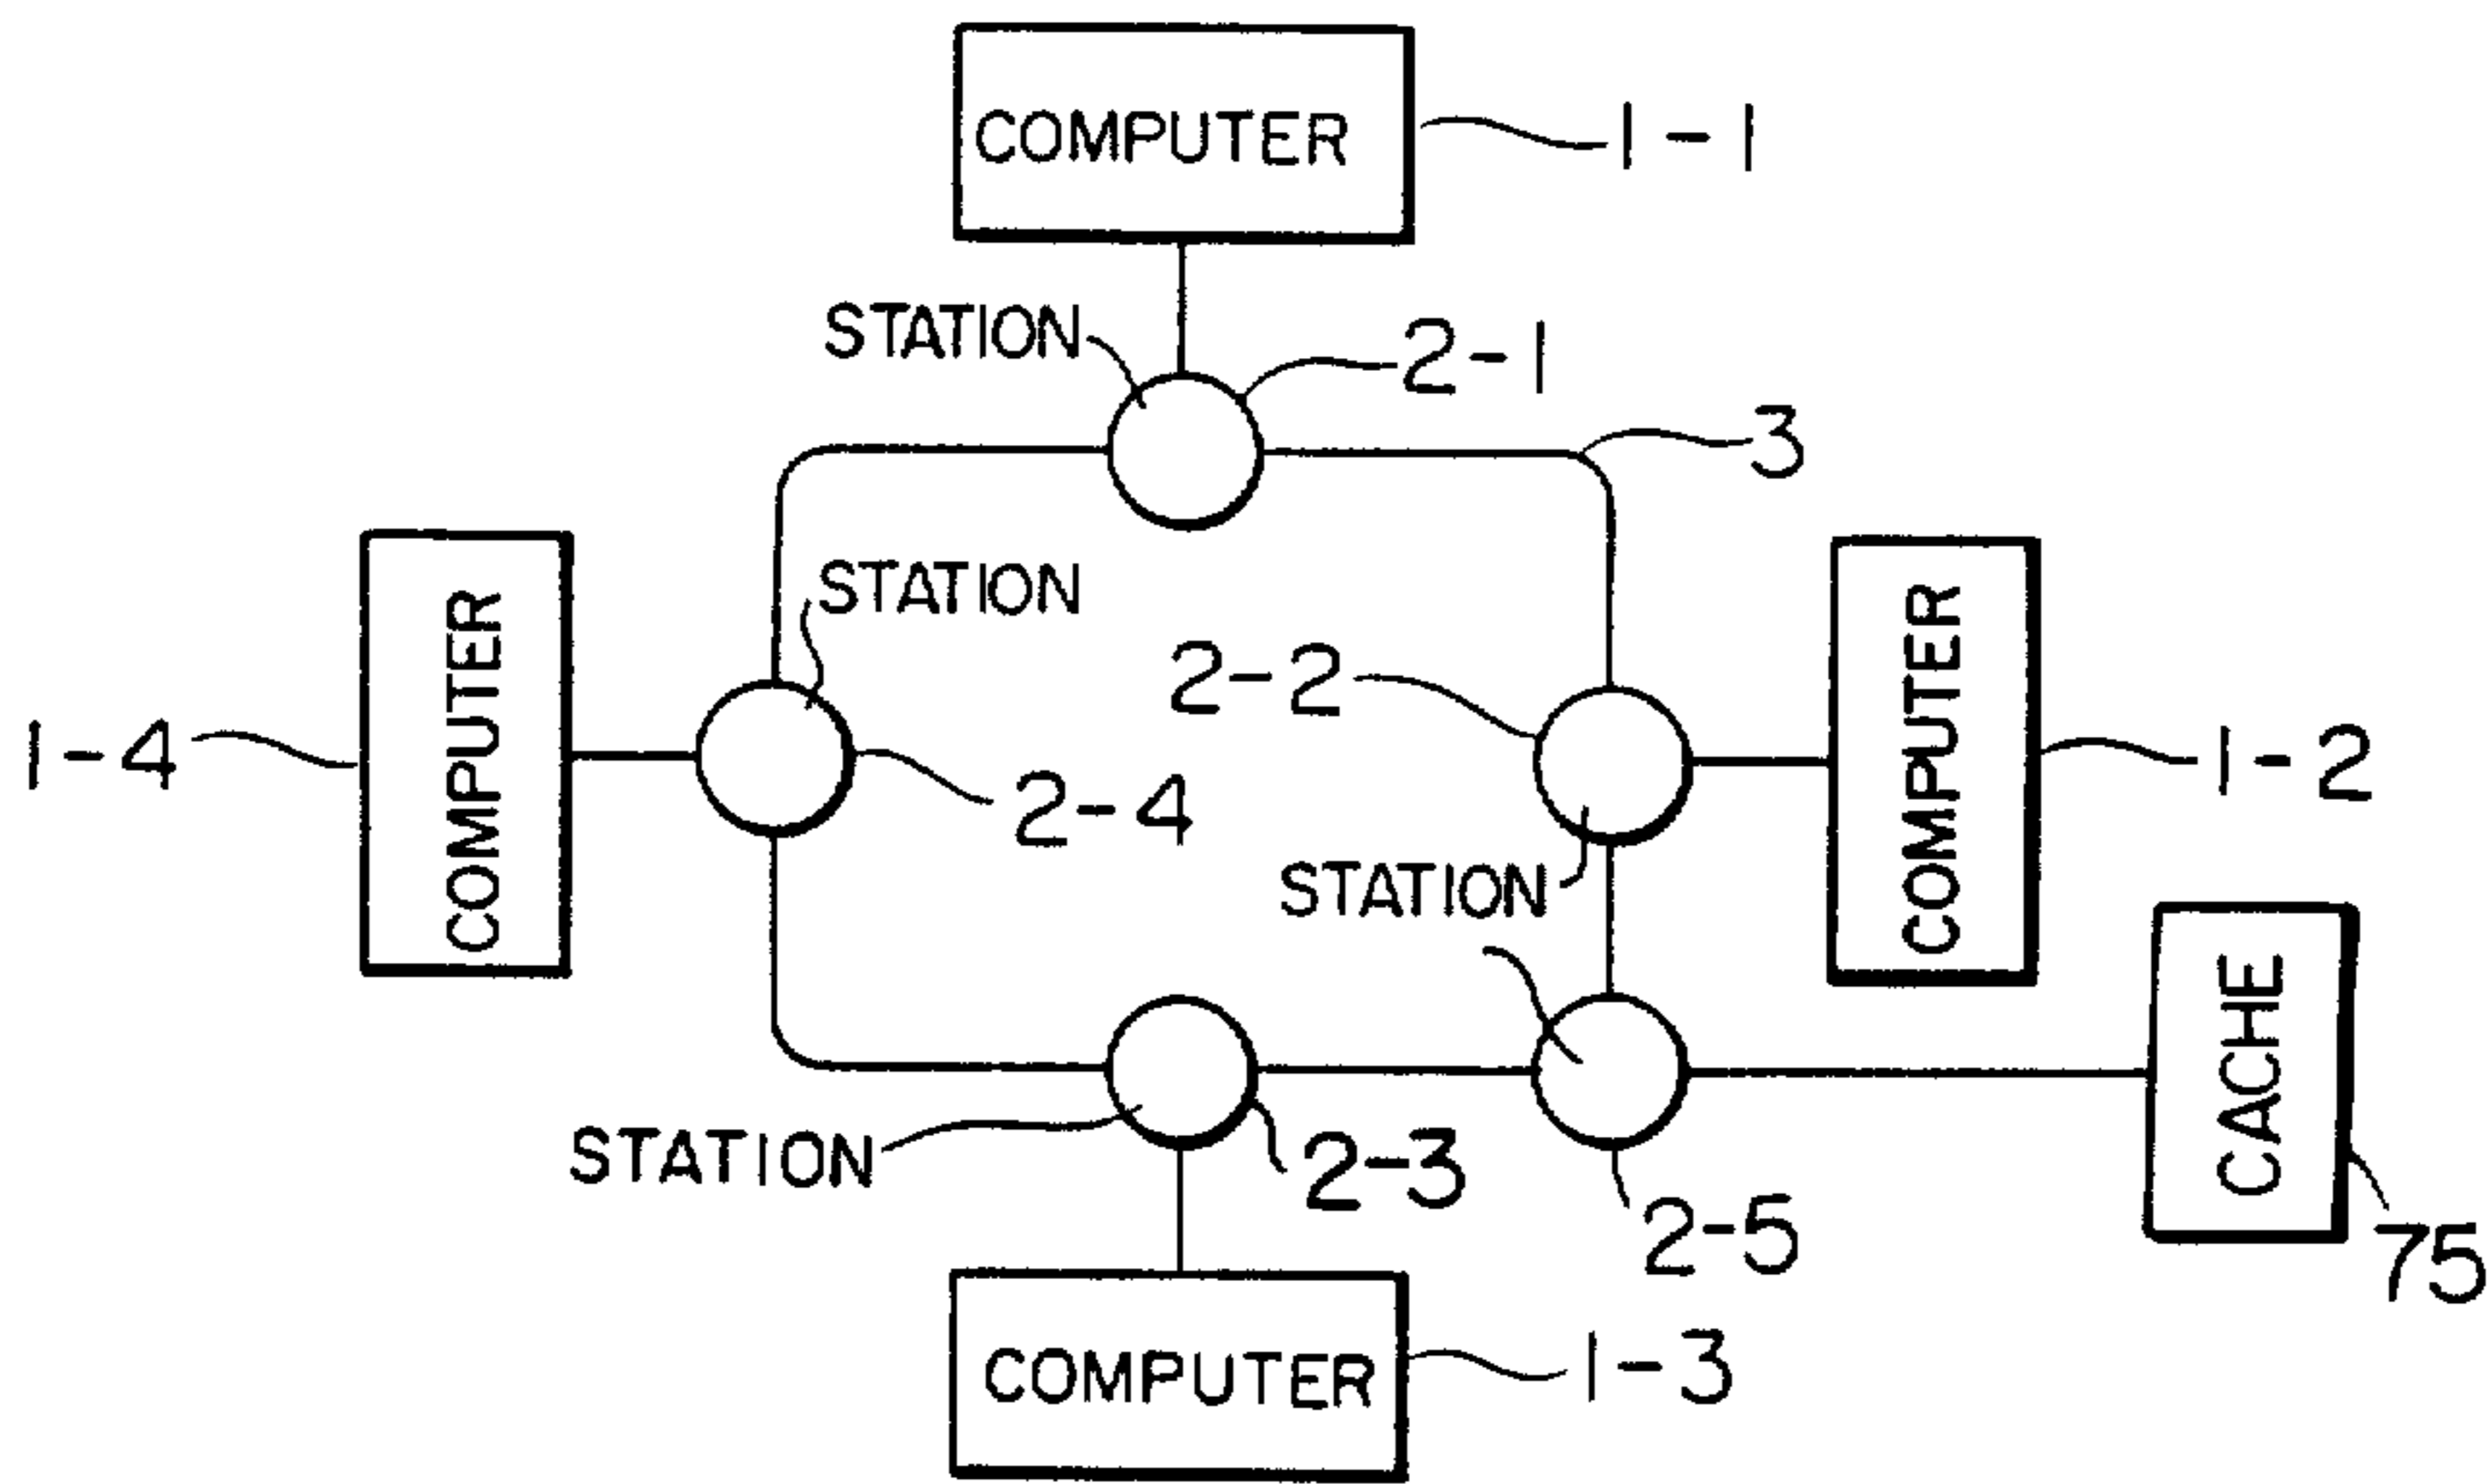 COMPUTER
1-1
STATION
2-1
3
STATION
2-2
COMPUTER
1-4
2-4
COMPUTER
1-2
STATION
CACHE
STATION
2-3
2-5
75
COMPUTER
1-3